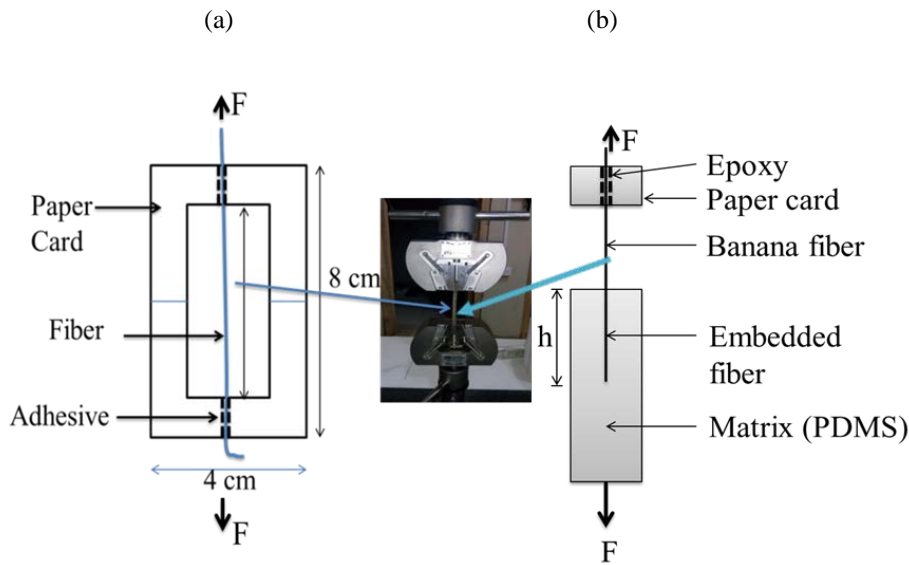 (a)
(b)
F
F
Epoxy
Paper card
Paper
Card
Banana fiber
8 cm
Fiber
h
Embedded
fiber
Adhesive
Matrix (PDMS)
4 cm
F
F